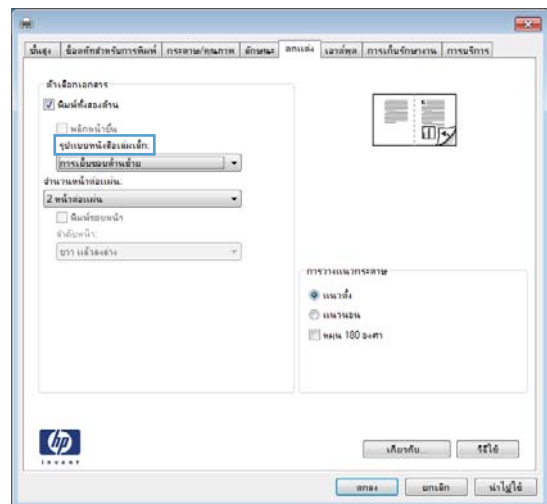 ขั้นสูง ช็อตคัทสำหรับการพิมพ์ กระดาษ/คุณภาพ ลักษณะ ตกแต่ง เอาต์พุต การเก็บรักษางาน การบริการ
ตัวเลือกเอกสาร
พิมพ์ทั้งสองด้าน
พลิกหน้าขึ้น
รูปแบบหนังสือเล่มเล็ก:
การเย็บขอบด้านซ้าย
จำนวนหน้าต่อแผ่น:
2 หน้าต่อแผ่น
พิมพ์ขอบหน้า
ลำดับหน้า:
ขวา แล้วลงล่าง
การวางแนวกระดาษ
แนวตั้ง
แนวนอน
หมุน 180 องศา
hp
invent
เกี่ยวกับ...
วิธีใช้
ตกลง
ยกเลิก
นำไปใช้